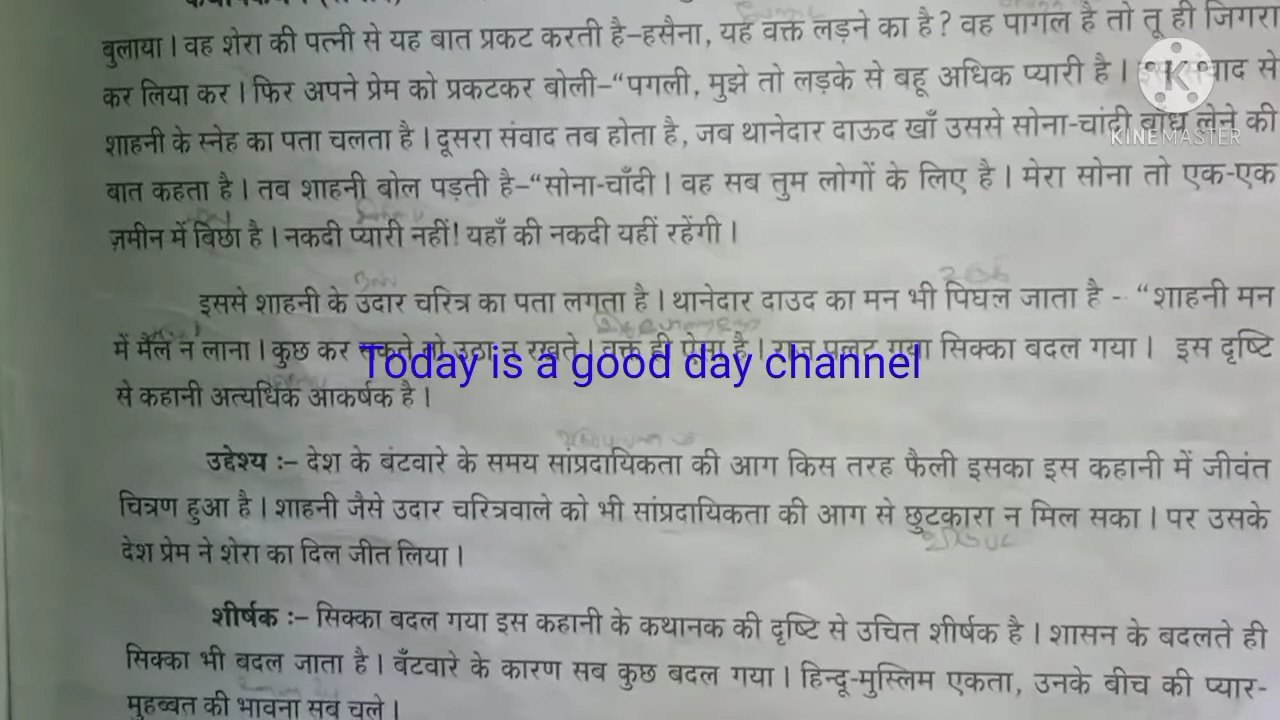 बुलाया । वह शेरा की पत्नी से यह बात प्रकट करती है–हसैना, यह वक्त लड़ने का है ? वह पागल है तो तू ही जिगरा
कर लिया कर । फिर अपने प्रेम को प्रकटकर बोली–“पगली, मुझे तो लड़के से बहू अधिक प्यारी है । से
शाहनी के स्नेह का पता चलता है । दूसरा संवाद तब होता है, जब थानेदार दाऊद खाँ उससे सोना-चांदी बांध लेने की
बात कहता है । तब शाहनी बोल पड़ती है–“सोना-चाँदी । वह सब तुम लोगों के लिए है । मेरा सोना तो एक-एक
ज़मीन में बिछा है । नकदी प्यारी नहीं! यहाँ की नकदी यहीं रहेंगी ।
इससे शाहनी के उदार चरित्र का पता लगता है । थानेदार दाउद का मन भी पिघल जाता है - “शाहनी मन
में मैल न लाना । कुछ कर सकते तो उठा न रखते । वक्त ही ऐसा है । राज पलट गया सिक्का बदल गया । इस दृष्टि
से कहानी अत्यधिक आकर्षक है ।
उद्देश्य :– देश के बंटवारे के समय सांप्रदायिकता की आग किस तरह फैली इसका इस कहानी में जीवंत
चित्रण हुआ है । शाहनी जैसे उदार चरित्रवाले को भी सांप्रदायिकता की आग से छुटकारा न मिल सका । पर उसके
देश प्रेम ने शेरा का दिल जीत लिया ।
शीर्षक :– सिक्का बदल गया इस कहानी के कथानक की दृष्टि से उचित शीर्षक है । शासन के बदलते ही
सिक्का भी बदल जाता है । बँटवारे के कारण सब कुछ बदल गया । हिन्दू-मुस्लिम एकता, उनके बीच की प्यार-
मुहब्बत की भावना सब चले ।
Today is a good day channel
K
KINEMASTER